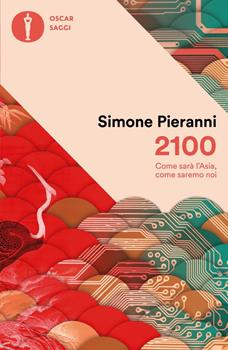 OSCAR
SAGGI
Simone Pieranni
2100
Come sarà l'Asia,
come saremo noi